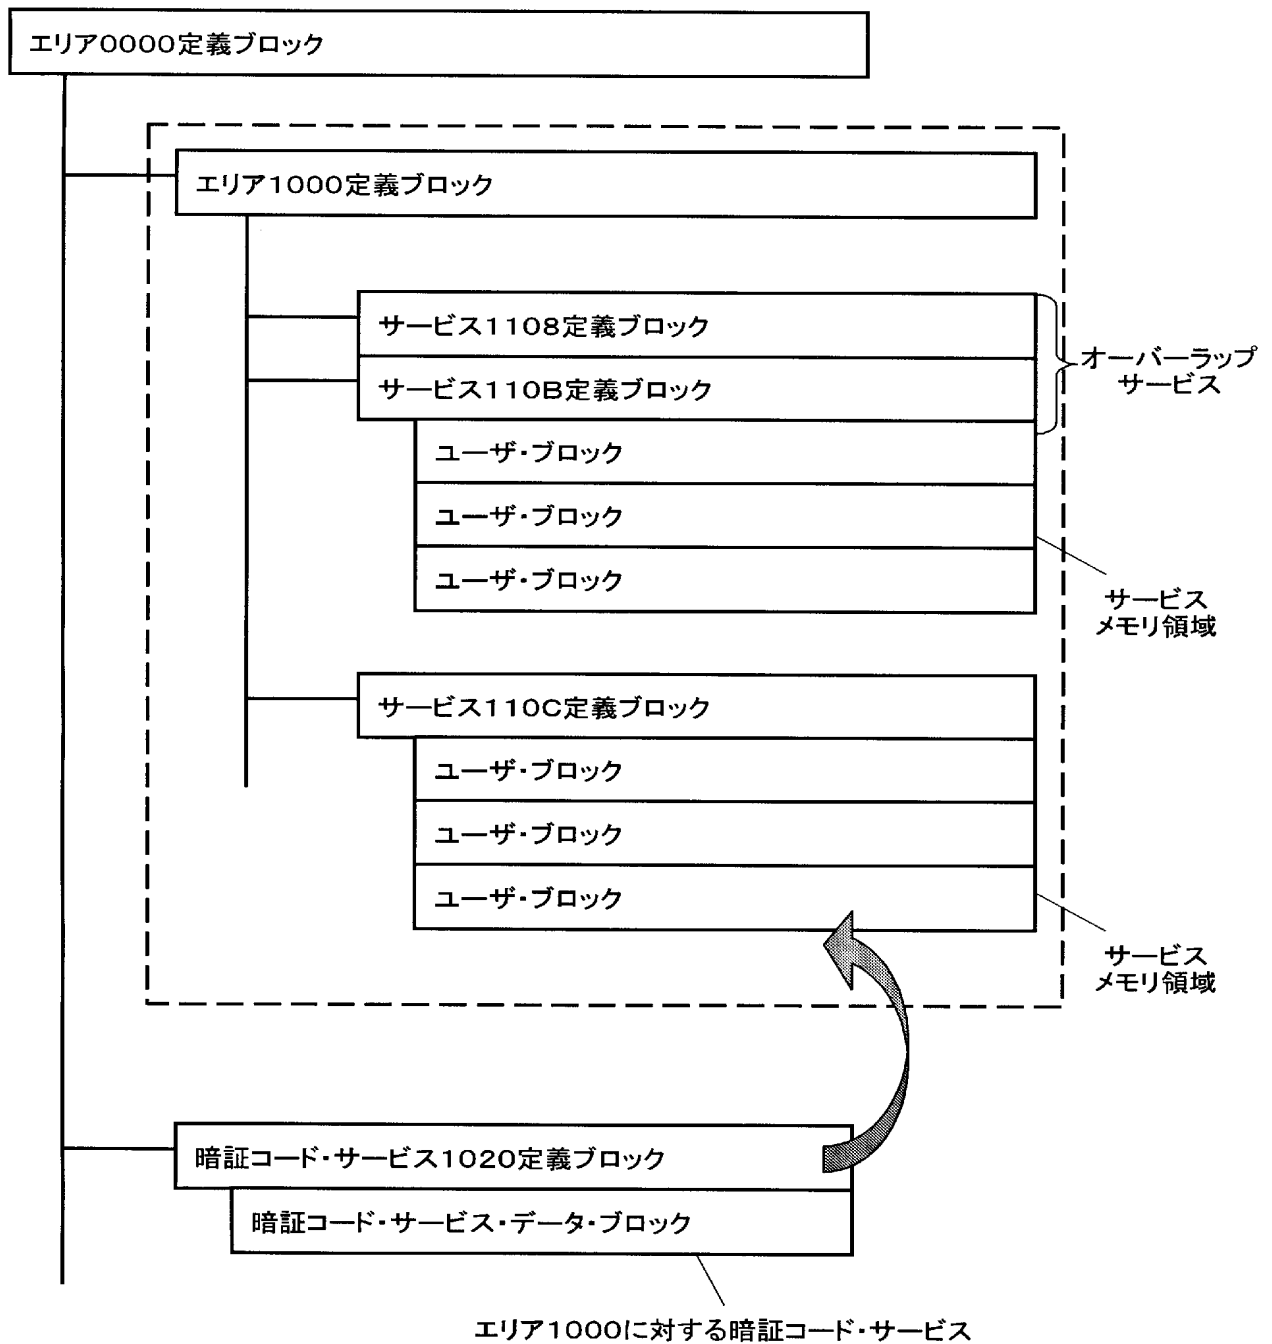 エリア0000定義ブロック
エリア1000定義ブロック
サービス1108定義ブロック
サービス110B定義ブロック
オーバーラップ
サービス
ユーザ・ブロック
ユーザ・ブロック
ユーザ・ブロック
サービス
メモリ領域
サービス110C定義ブロック
ユーザ・ブロック
ユーザ・ブロック
ユーザ・ブロック
サービス
メモリ領域
暗証コード・サービス1020定義ブロック
暗証コード・サービス・データ・ブロック
エリア1000に対する暗証コード・サービス